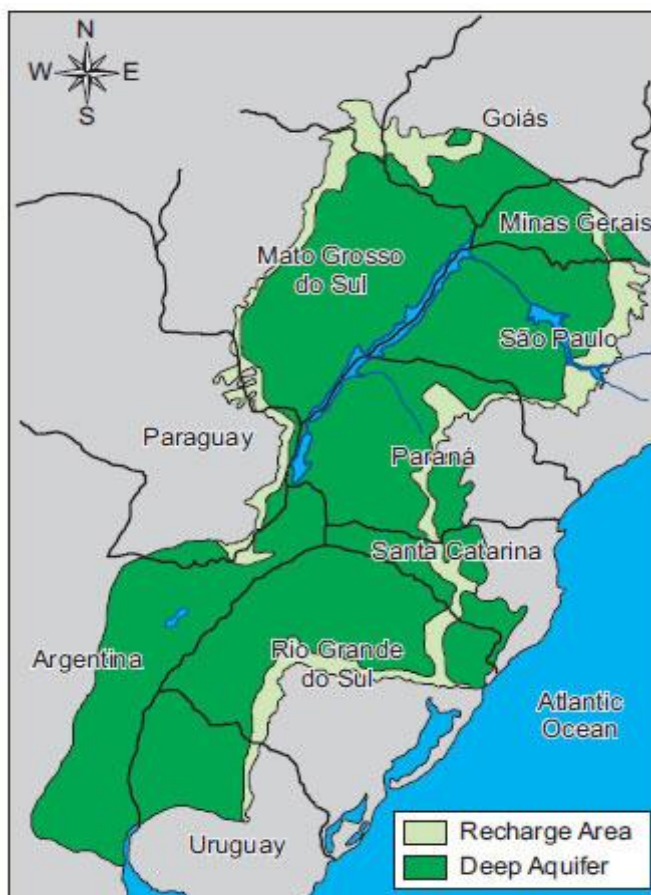 N
W E
S
Goiás
Minas Gerais
Mato Grosso
do Sul
São Paulo
Paraguay
Paraná
Santa Catarina
Argentina
Rio Grande
do Sul
Atlantic
Ocean
Uruguay
Recharge Area
Deep Aquifer